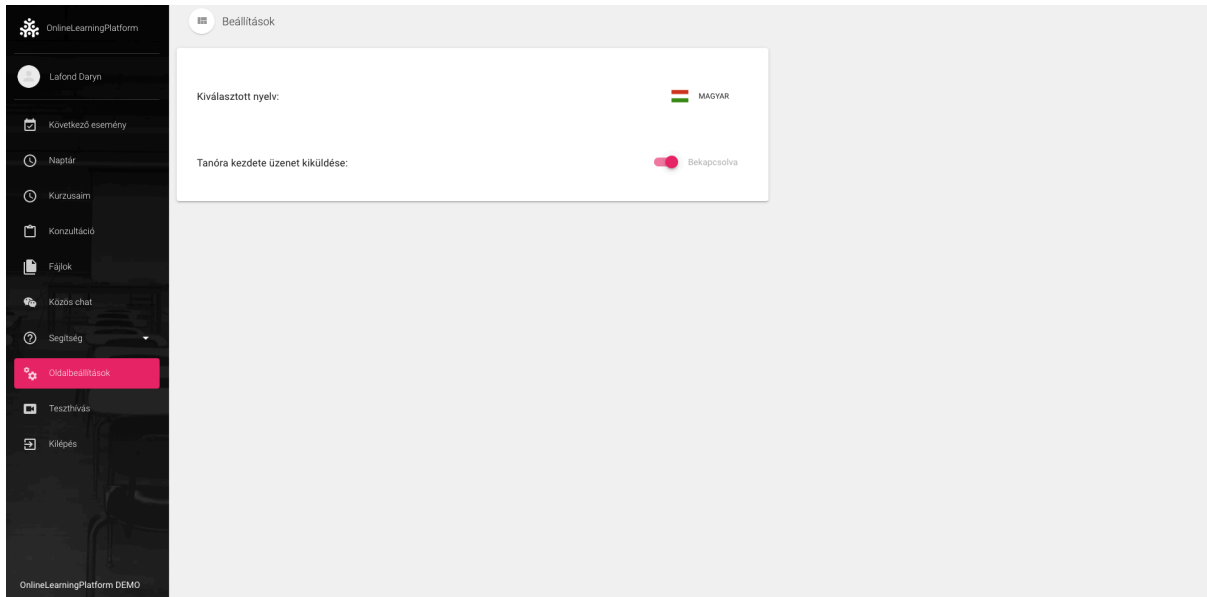 OnlineLearningPlatform
Lafond Daryn
Következő esemény
Naptár
Kurzusaim
Konzultáció
Fájlok
Közös chat
Segítség
Oldalbeállítások
Teszthívás
Kilépés
OnlineLearningPlatform DEMO
Beállítások
Kiválasztott nyelv:
MAGYAR
Tanóra kezdete üzenet kiküldése:
Bekapcsolva